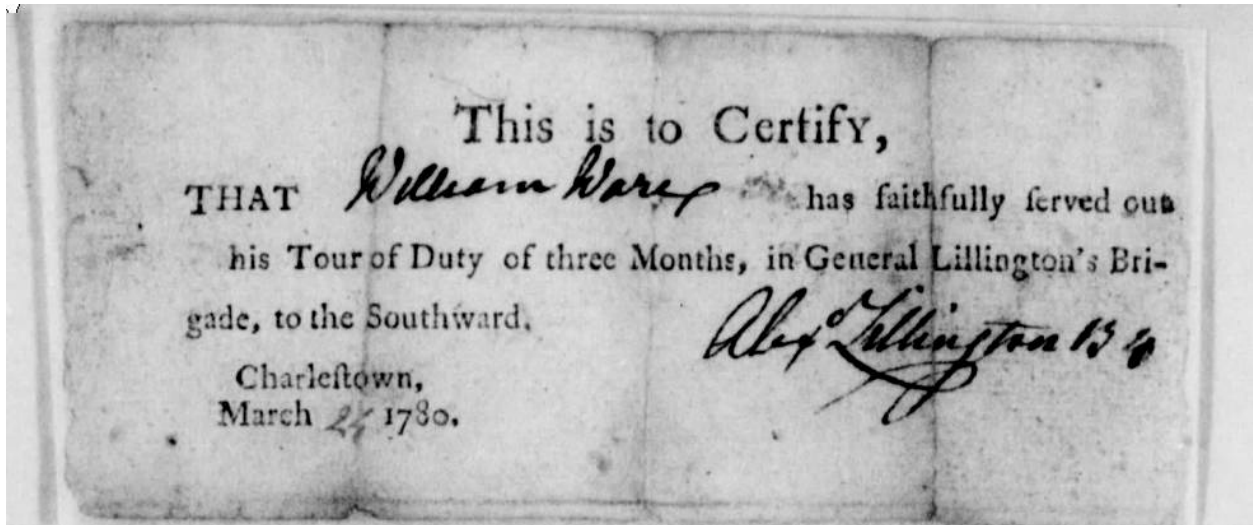 This is to Certify,
THAT William Ware has faithfully ſerved out
his Tour of Duty of three Months, in General Lillington's Bri-
gade, to the Southward.
Alexd Lillington B G
Charleſtown,
March 1780.